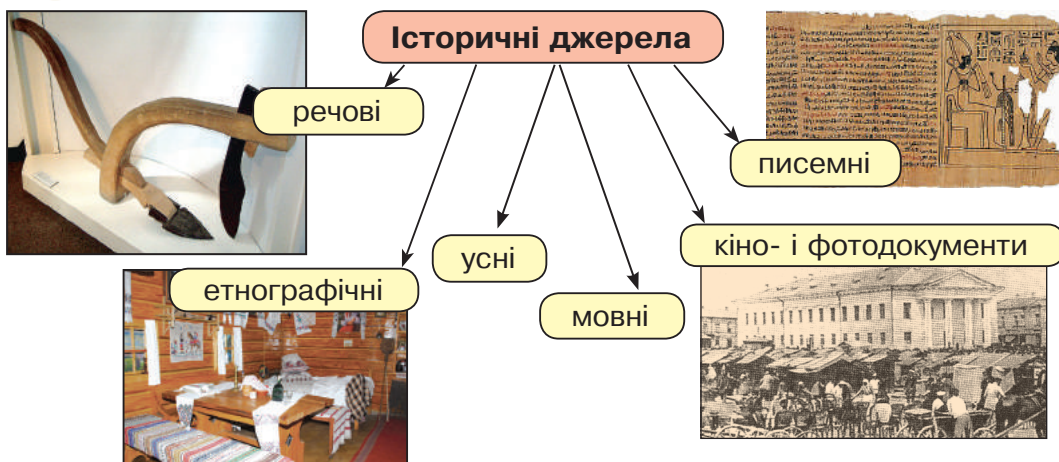 Історичні джерела
речові
писемні
усні
кіно- і фотодокументи
етнографічні
мовні